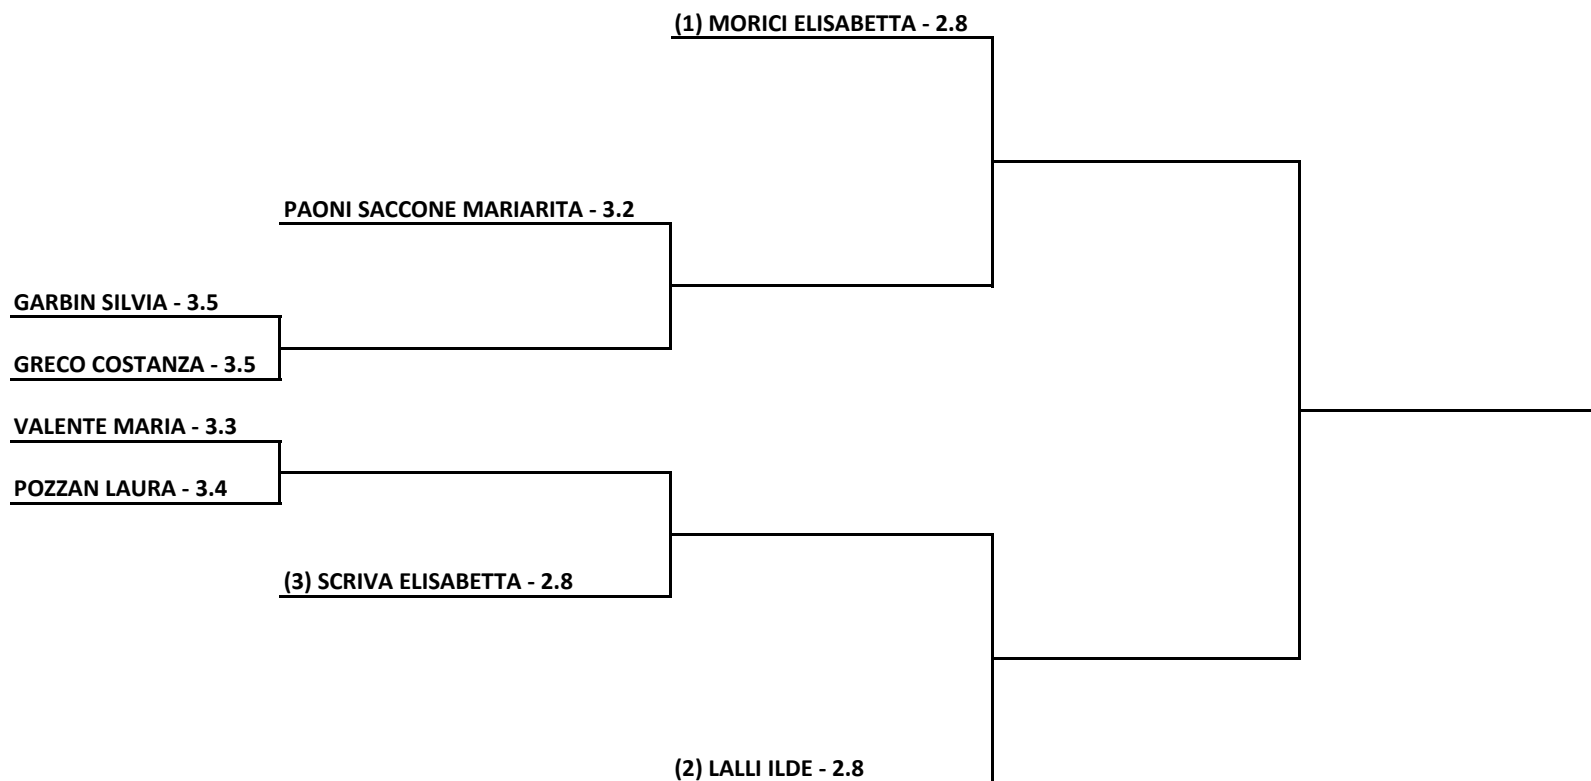 (1) MORICI ELISABETTA - 2.8
PAONI SACCONE MARIARITA - 3.2
GARBIN SILVIA - 3.5
GRECO COSTANZA - 3.5
VALENTE MARIA - 3.3
POZZAN LAURA - 3.4
(3) SCRIVA ELISABETTA - 2.8
(2) LALLI ILDE - 2.8